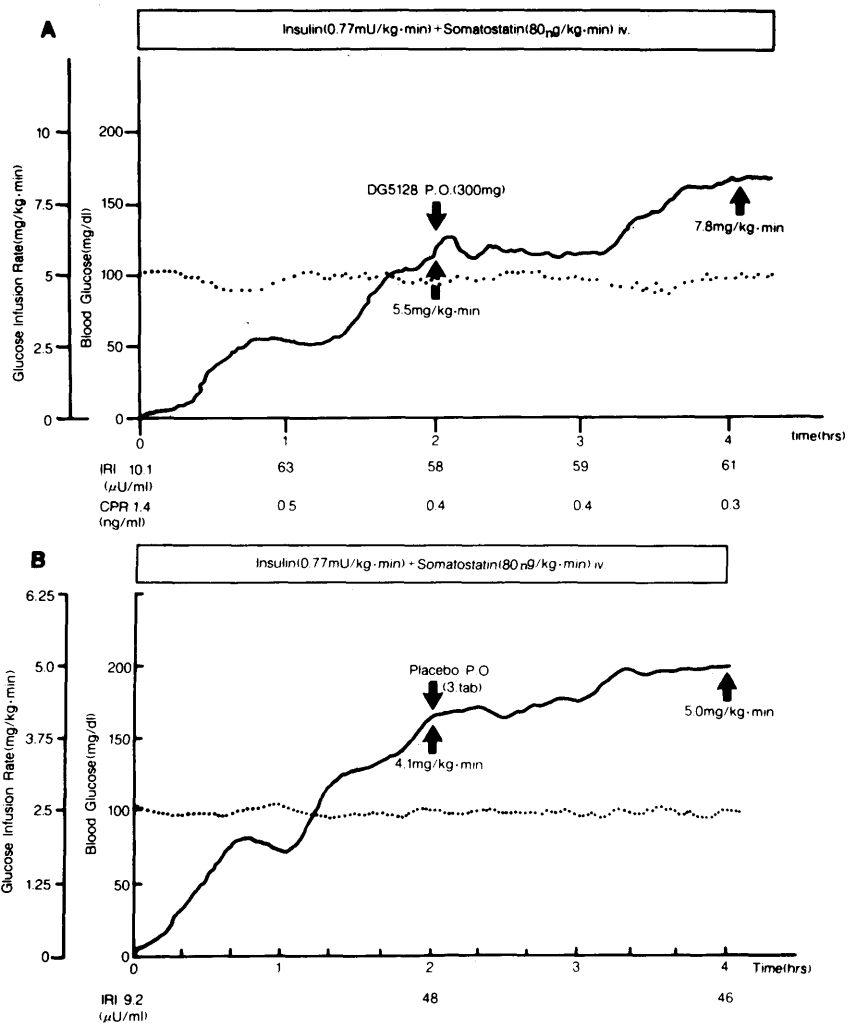 A
Insulin(0.77mU/kg·min)+Somatostatin(80ng/kg·min) iv.
Glucose Infusion Rate(mg/kg·min)
10
7.5
5
2.5
0
Blood Glucose(mg/dl)
200
150
100
50
0
DG5128 P.O.(300mg)
5.5mg/kg·min
7.8mg/kg·min
0 1 2 3 4 time(hrs)
IRI 10.1 63 58 59 61
(μU/ml)
CPR 1.4 0.5 0.4 0.4 0.3
(ng/ml)
B
Insulin(0.77mU/kg·min)+Somatostatin(80ng/kg·min) iv
Glucose Infusion Rate(mg/kg·min)
6.25
5.0
3.75
2.5
1.25
0
Blood Glucose(mg/dl)
200
150
100
50
0
Placebo P.O
(3.tab)
4.1mg/kg·min
5.0mg/kg·min
0 1 2 3 4 Time(hrs)
IRI 9.2 48 46
(μU/ml)